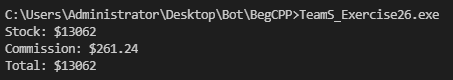 C:\Users\Administrator\Desktop\Bot\BegCPP>TeamS_Exercise26.exe
Stock: $13062
Commission: $261.24
Total: $13062